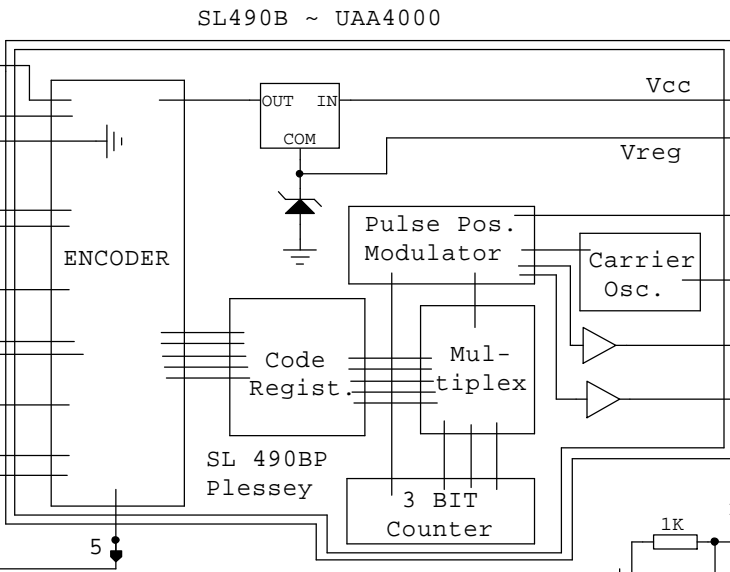 SL490B ~ UAA4000
Vcc
OUT IN
COM
Vreg
Pulse Pos.
Modulator
ENCODER
Carrier
Osc.
Code
Regist.
Mul-
tiplex
SL 490BP
Plessey
3 BIT
Counter
5
1K